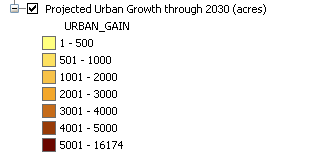 Projected Urban Growth through 2030 (acres)
URBAN_GAIN
1 - 500
501 - 1000
1001 - 2000
2001 - 3000
3001 - 4000
4001 - 5000
5001 - 16174